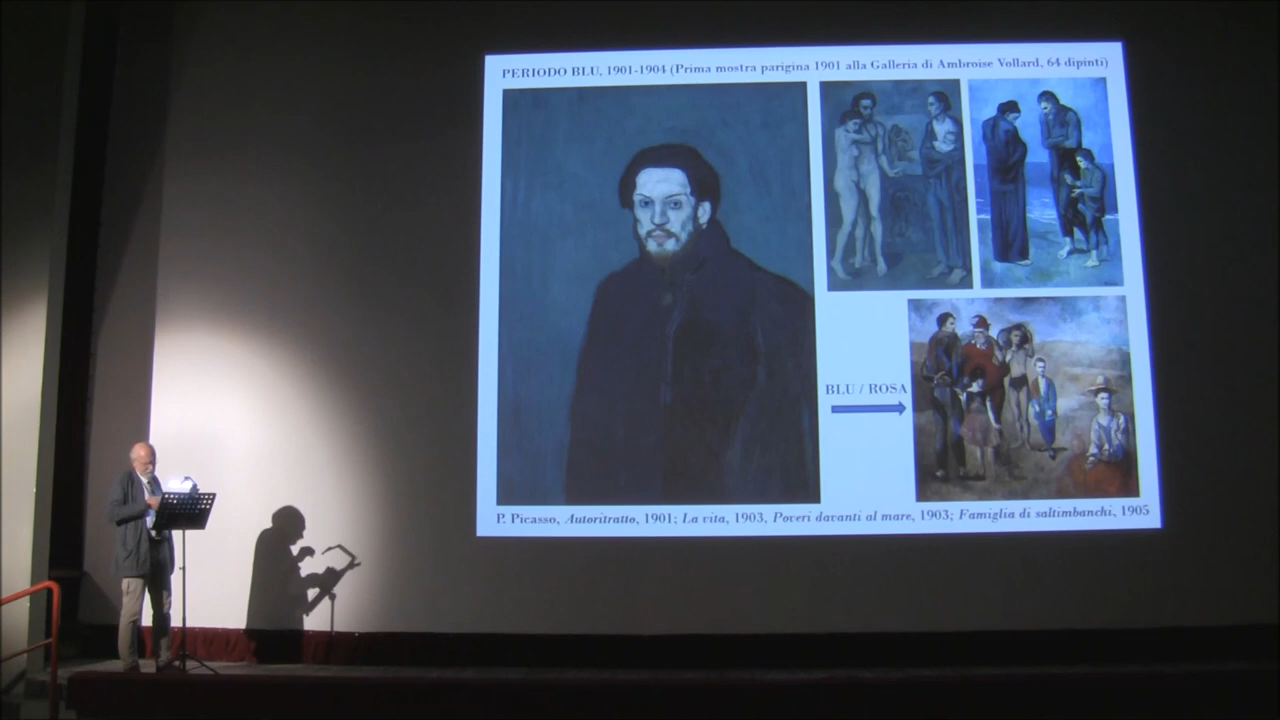 PERIODO BLU, 1901-1904 (Prima mostra parigina 1901 alla Galleria di Ambroise Vollard, 64 dipinti)
BLU / ROSA
P. Picasso, Autoritratto, 1901; La vita, 1903, Poveri davanti al mare, 1903; Famiglia di saltimbanchi, 1905